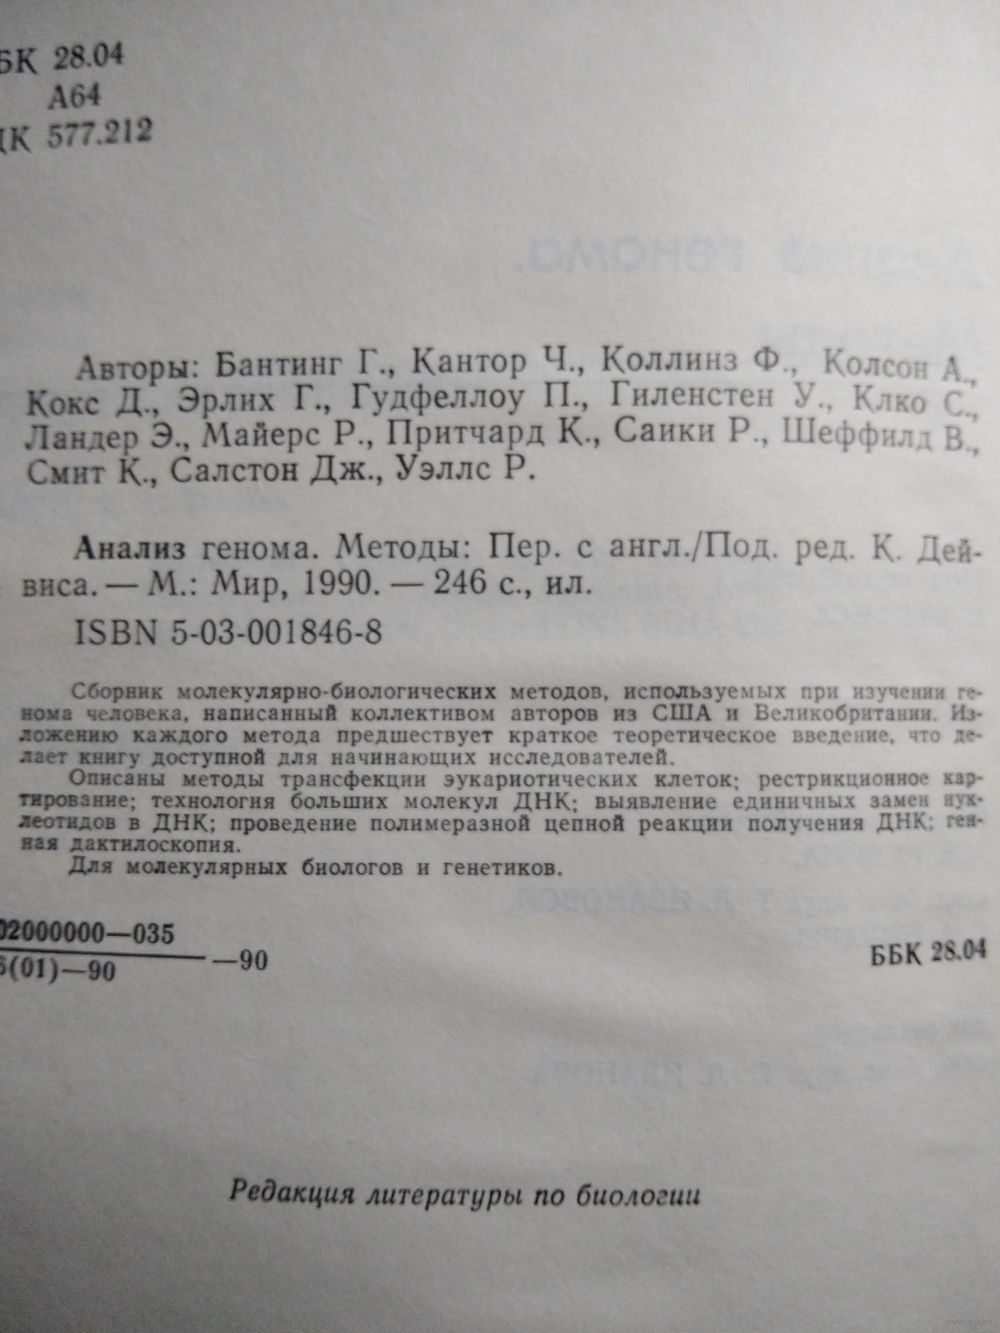 БК 28.04
А64
ДК 577.212
Авторы: Бантинг Г., Кантор Ч., Коллинз Ф., Колсон А.,
Кокс Д., Эрлих Г., Гудфеллоу П., Гиленстен У., Клко С.,
Ландер Э., Майерс Р., Притчард К., Саики Р., Шеффилд В.,
Смит К., Салстон Дж., Уэллс Р.
Анализ генома. Методы: Пер. с англ./Под. ред. К. Дей-
виса. — М.: Мир, 1990. — 246 с., ил.
ISBN 5-03-001846-8
Сборник молекулярно-биологических методов, используемых при изучении ге-
нома человека, написанный коллективом авторов из США и Великобритании. Из-
ложению каждого метода предшествует краткое теоретическое введение, что де-
лает книгу доступной для начинающих исследователей.
Описаны методы трансфекции эукариотических клеток; рестрикционное кар-
тирование; технология больших молекул ДНК; выявление единичных замен нук-
леотидов в ДНК; проведение полимеразной цепной реакции получения ДНК; ген-
ная дактилоскопия.
Для молекулярных биологов и генетиков.
02000000—035
(01)—90
—90
ББК 28.04
Редакция литературы по биологии